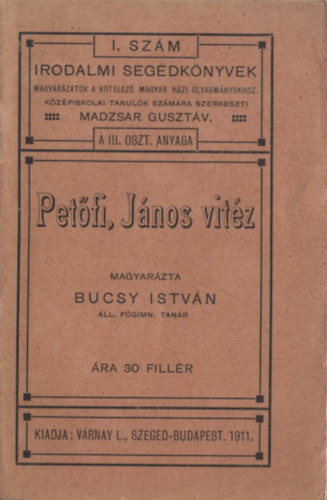 I. SZÁM
IRODALMI SEGÉDKÖNYVEK
MAGYARÁZATOK A KÖTELEZŐ MAGYAR HÁZI OLVASMÁNYOKHOZ.
KÖZÉPISKOLAI TANULÓK SZÁMÁRA SZERKESZTI
MADZSAR GUSZTÁV.
A III. OSZT. ANYAGA
Petőfi, János vitéz
MAGYARÁZTA
BUCSY ISTVÁN
ÁLL. FŐGIMN. TANÁR
ÁRA 30 FILLÉR
KIADJA: VÁRNAY L., SZEGED-BUDAPEST. 1911.